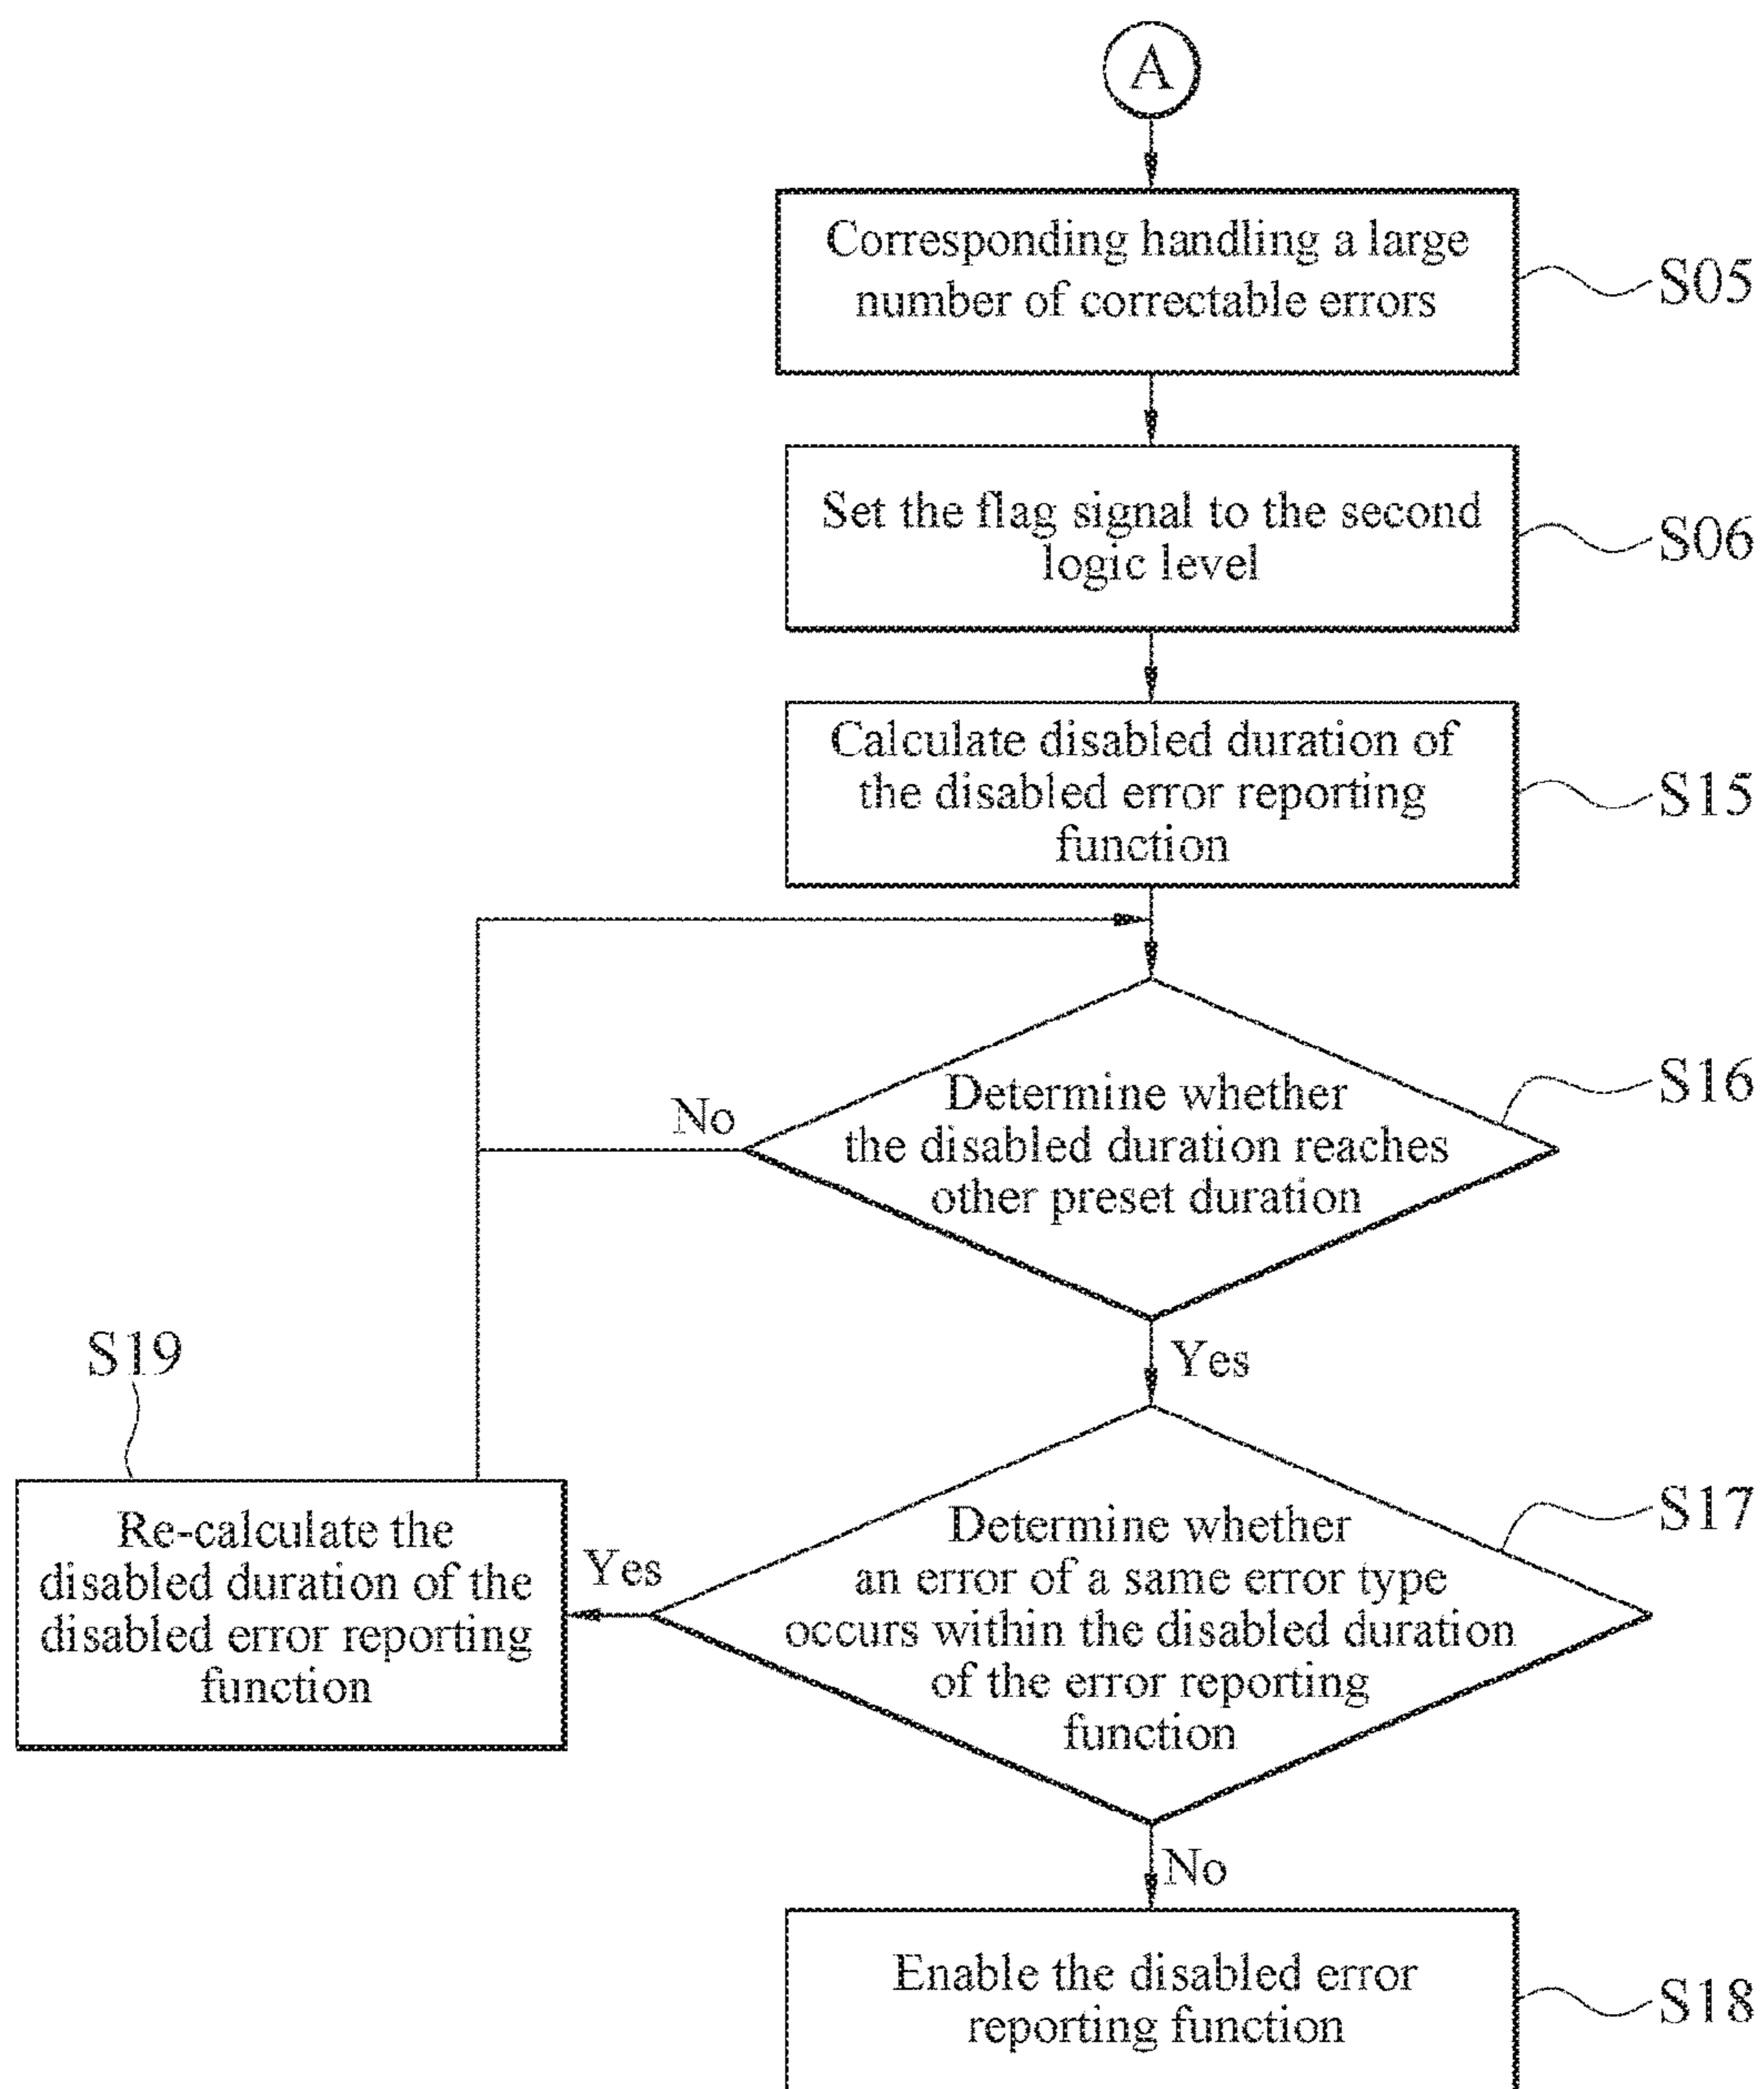 A
Corresponding handling a large
number of correctable errors
S05
Set the flag signal to the second
logic level
S06
Calculate disabled duration of
the disabled error reporting
function
S15
Determine whether
the disabled duration reaches
other preset duration
S16
No
Yes
Determine whether
an error of a same error type
occurs within the disabled duration
of the error reporting
function
S17
Yes
S19
Re-calculate the
disabled duration of the
disabled error reporting
function
No
Enable the disabled error
reporting function
S18